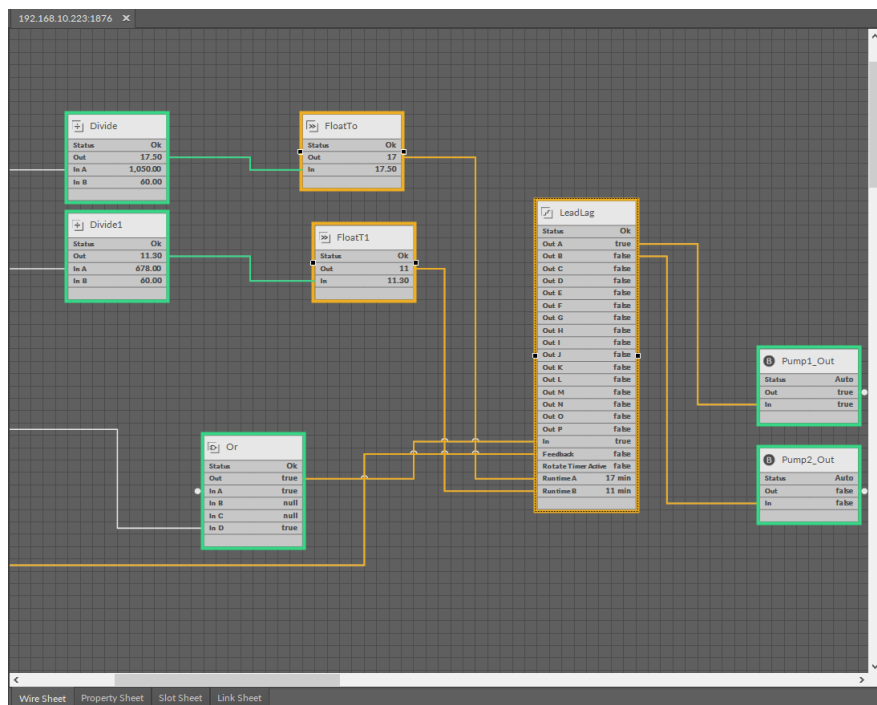 192.168.10.223:1876 ×
Divide
Status Ok
Out 17.50
In A 1,050.00
In B 60.00
FloatTo
Status Ok
Out 17
In 17.50
Divide1
Status Ok
Out 11.30
In A 678.00
In B 60.00
FloatT1
Status Ok
Out 11
In 11.30
LeadLag
Status Ok
Out A true
Out B false
Out C false
Out D false
Out E false
Out F false
Out G false
Out H false
Out I false
Out J false
Out K false
Out L false
Out M false
Out N false
Out O false
Out P false
In true
Feedback false
Rotate Timer Active false
Runtime A 17 min
Runtime B 11 min
Or
Status Ok
Out true
In A true
In B null
In C null
In D true
B Pump1_Out
Status Auto
Out true
In true
B Pump2_Out
Status Auto
Out false
In false
Wire Sheet Property Sheet Slot Sheet Link Sheet